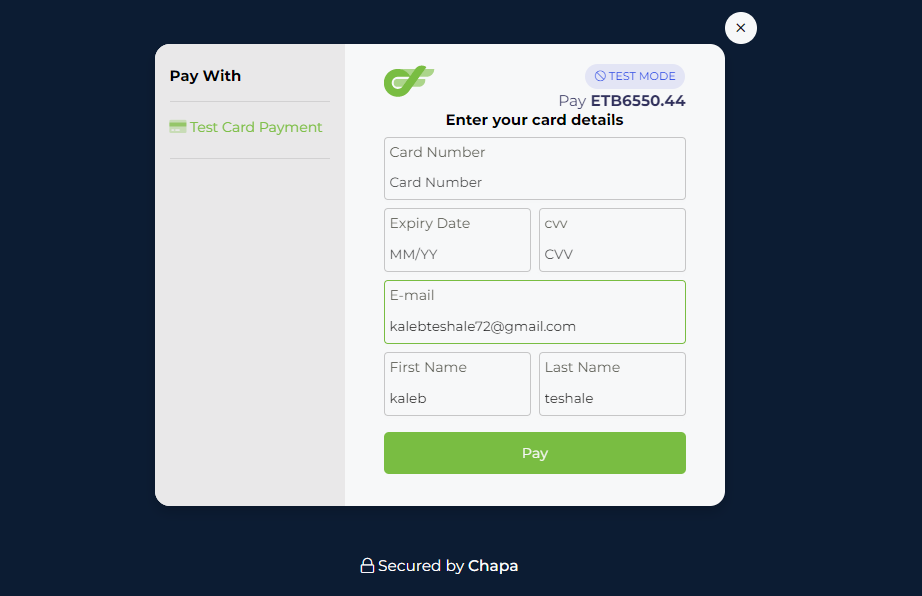 ×
Pay With
Test Card Payment
TEST MODE
Pay ETB6550.44
Enter your card details
Card Number
Card Number
Expiry Date
MM/YY
cvv
CVV
E-mail
kalebteshale72@gmail.com
First Name
kaleb
Last Name
teshale
Pay
Secured by Chapa